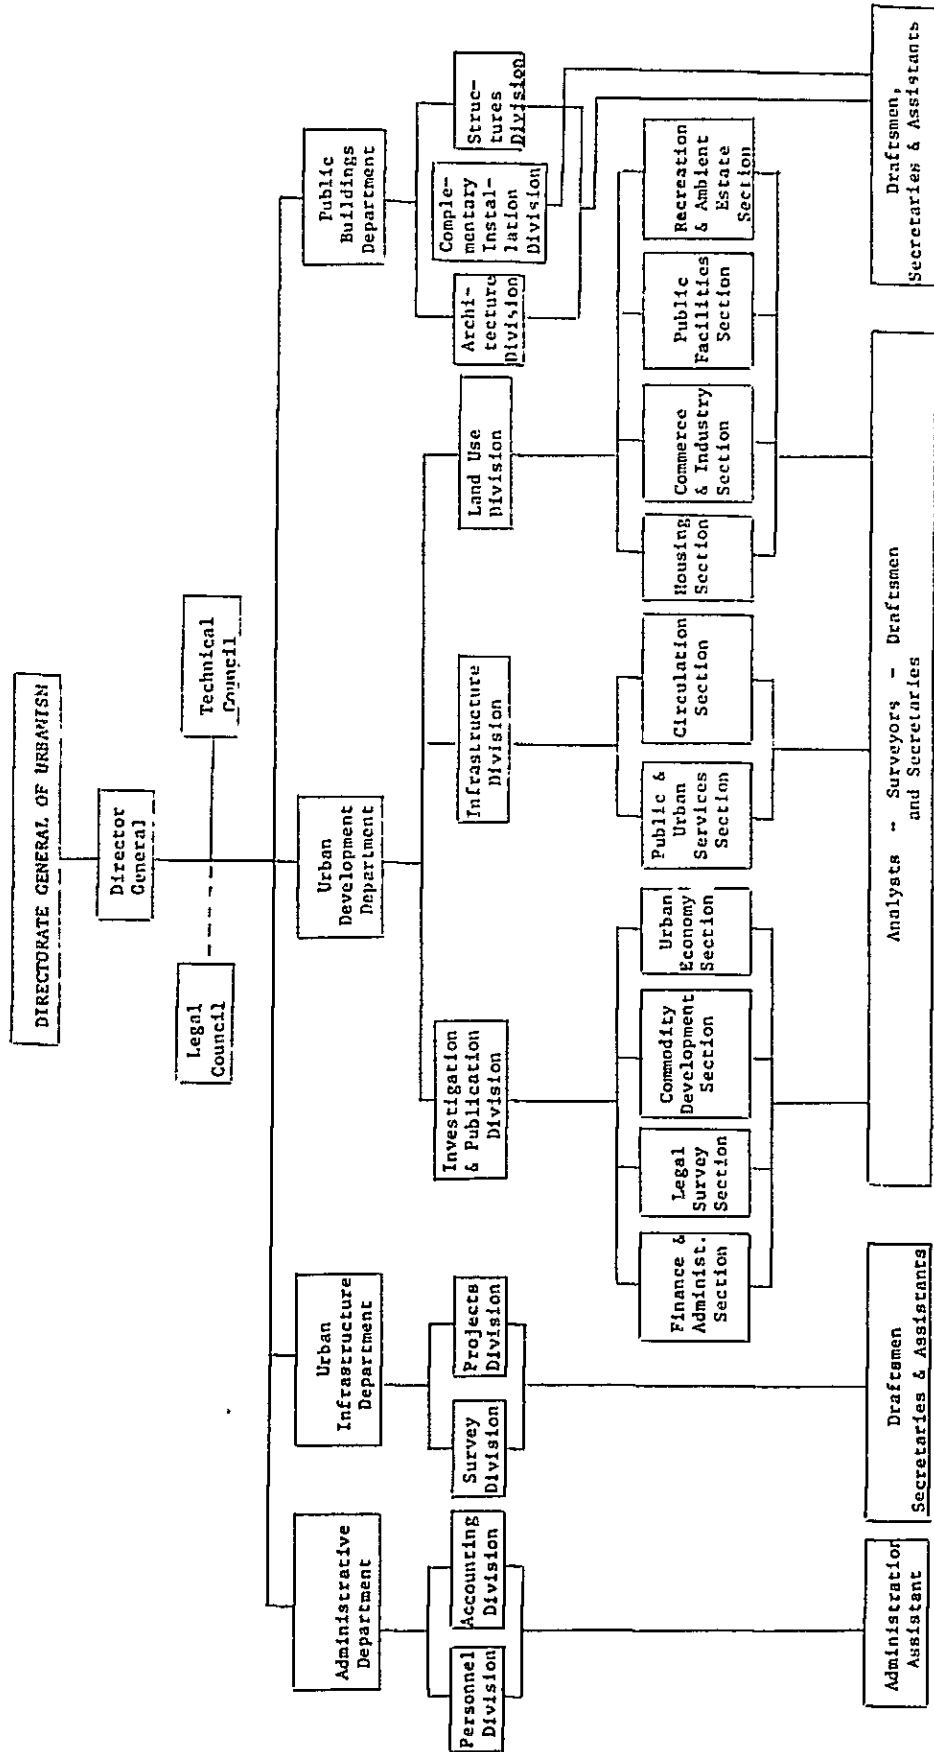 DIRECTORATE GENERAL OF URBANISM
Director
General
Legal
Council
Technical
Council
Administrative
Department
Urban
Infrastructure
Department
Urban
Development
Department
Public
Buildings
Department
Personnel
Division
Accounting
Division
Survey
Division
Projects
Division
Investigation
& Publication
Division
Infrastructure
Division
Land Use
Division
Archi-
tecture
Division
Comple-
mentary
Instal-
lation
Division
Struc-
tures
Division
Finance &
Administ.
Section
Legal
Survey
Section
Commodity
Development
Section
Urban
Economy
Section
Public &
Urban
Services
Section
Circulation
Section
Housing
Section
Commerce
& Industry
Section
Public
Facilities
Section
Recreation
& Ambient
Estate
Section
Administration
Assistant
Draftsmen
Secretaries & Assistants
Analysts -- Surveyors - Draftsmen
and Secretaries
Draftsmen,
Secretaries & Assistants